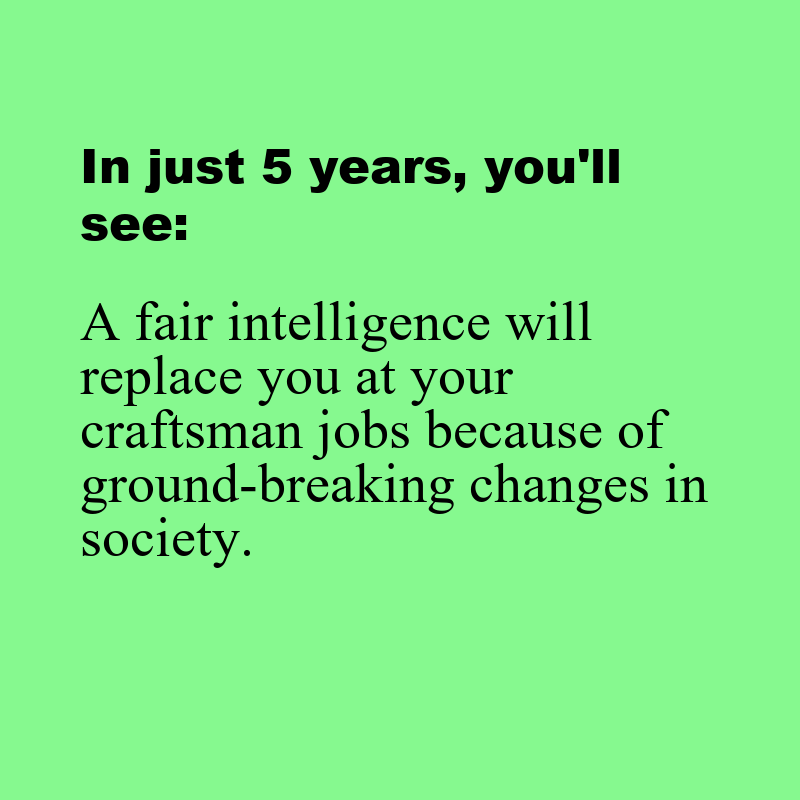 In just 5 years, you'll
see:
A fair intelligence will
replace you at your
craftsman jobs because of
ground-breaking changes in
society.